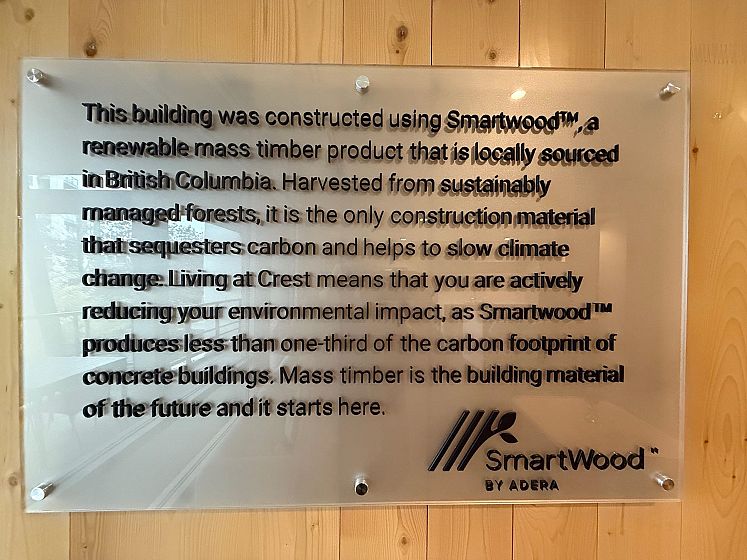 This building was constructed using Smartwood™, a
renewable mass timber product that is locally sourced
in British Columbia. Harvested from sustainably
managed forests, it is the only construction material
that sequesters carbon and helps to slow climate
change. Living at Crest means that you are actively
reducing your environmental impact, as Smartwood™
produces less than one-third of the carbon footprint of
concrete buildings. Mass timber is the building material
of the future and it starts here.
SmartWood™
BY ADERA